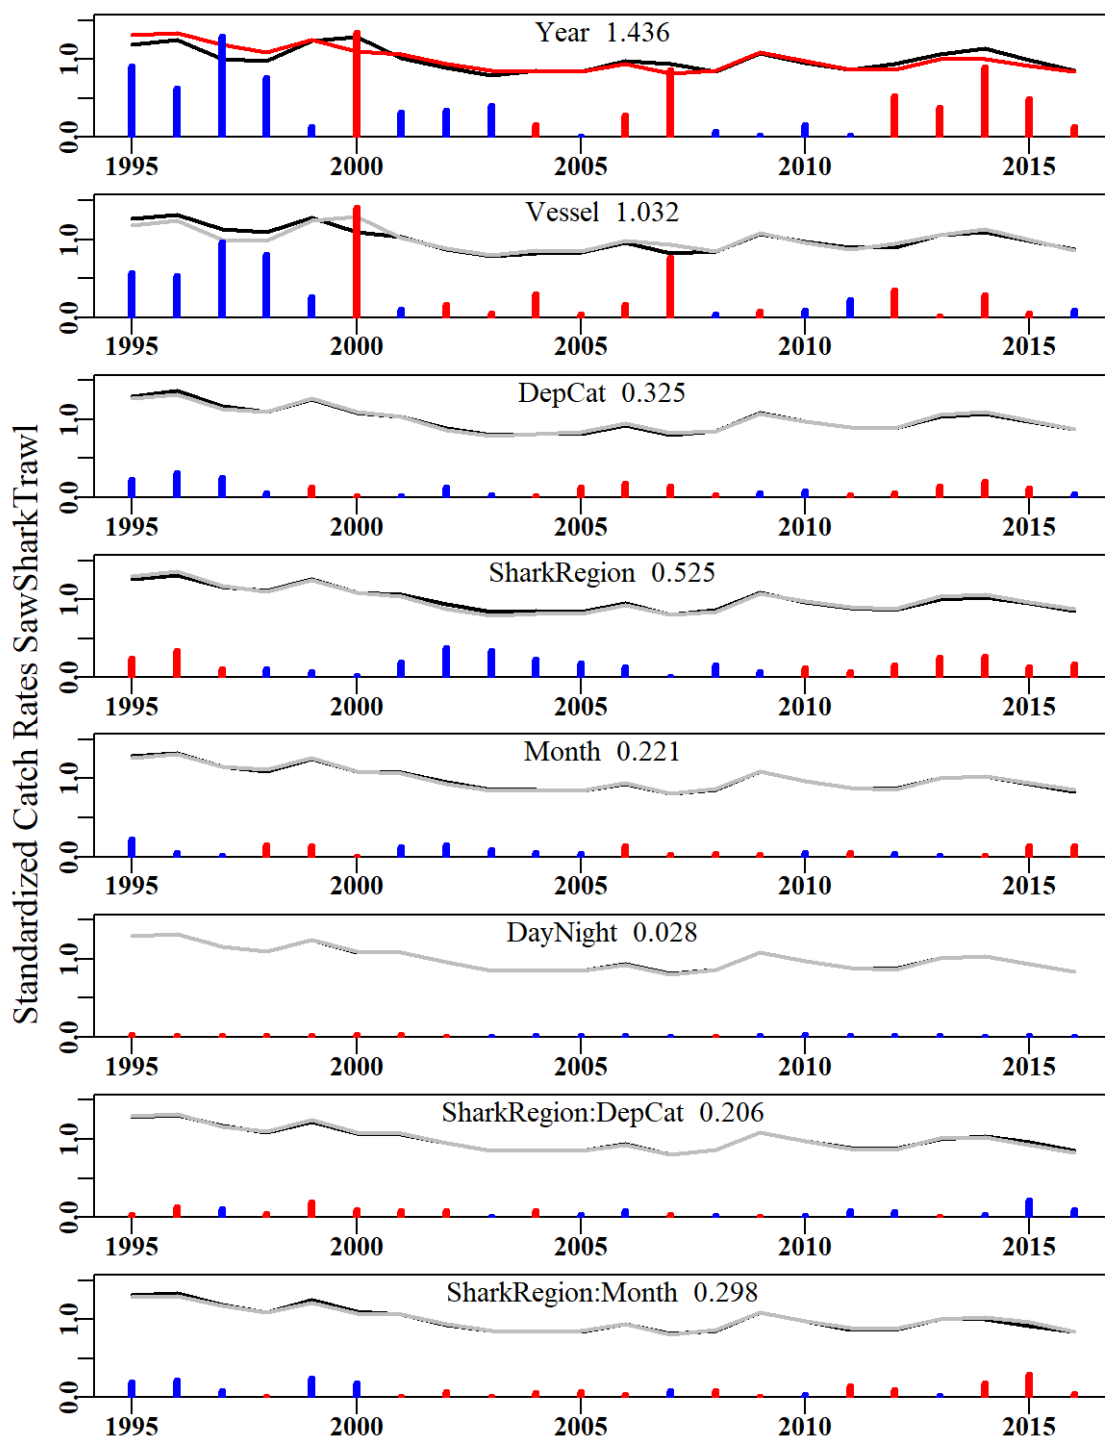 Standardized Catch Rates SawSharkTrawl
Year 1.436
0.0 1.0
1995 2000 2005 2010 2015
Vessel 1.032
0.0 1.0
1995 2000 2005 2010 2015
DepCat 0.325
0.0 1.0
1995 2000 2005 2010 2015
SharkRegion 0.525
0.0 1.0
1995 2000 2005 2010 2015
Month 0.221
0.0 1.0
1995 2000 2005 2010 2015
DayNight 0.028
0.0 1.0
1995 2000 2005 2010 2015
SharkRegion:DepCat 0.206
0.0 1.0
1995 2000 2005 2010 2015
SharkRegion:Month 0.298
0.0 1.0
1995 2000 2005 2010 2015